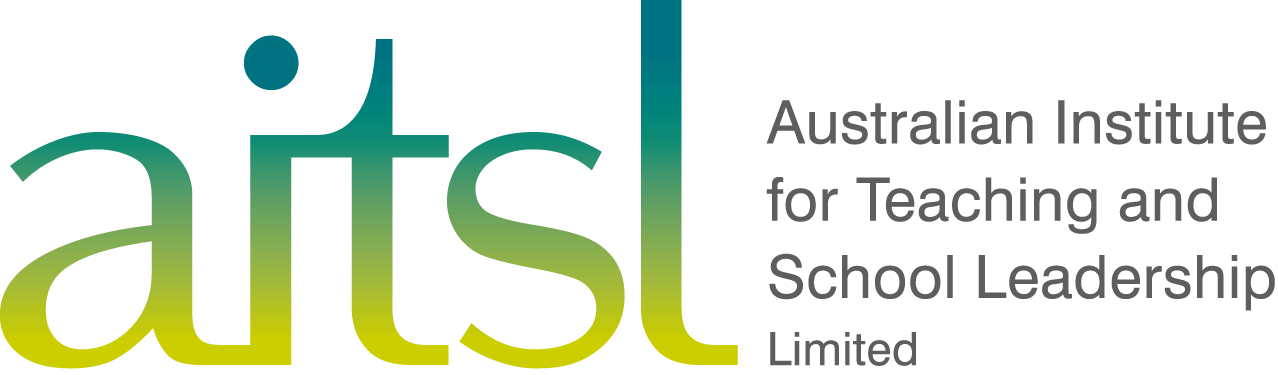 aitsl
Australian Institute
for Teaching and
School Leadership
Limited